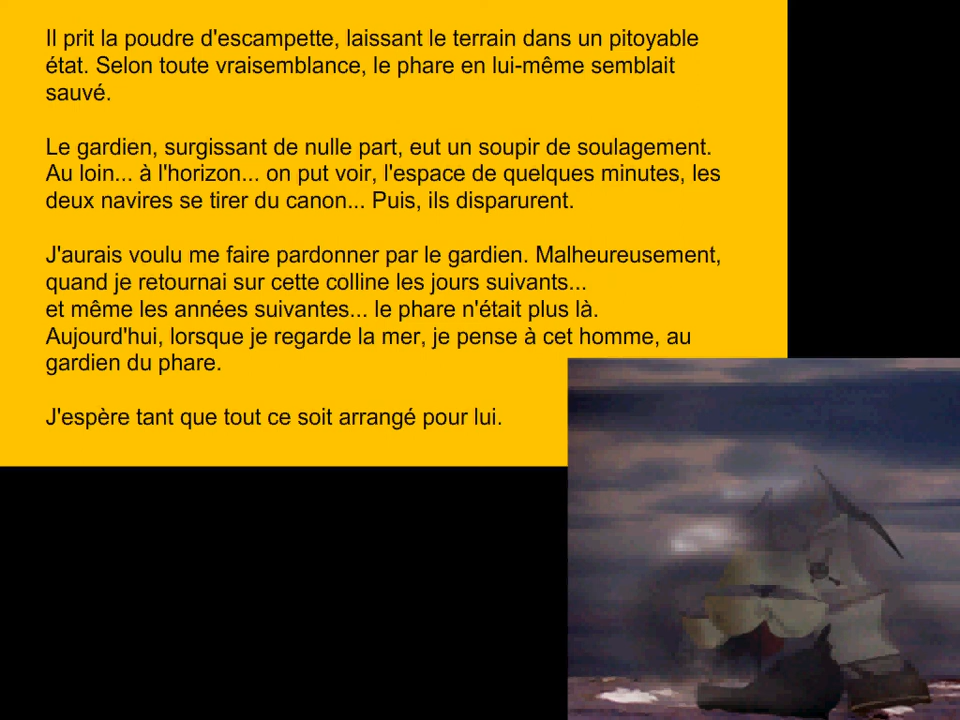 Il prit la poudre d'escampette, laissant le terrain dans un pitoyable
état. Selon toute vraisemblance, le phare en lui-même semblait
sauvé.
Le gardien, surgissant de nulle part, eut un soupir de soulagement.
Au loin... à l'horizon... on put voir, l'espace de quelques minutes, les
deux navires se tirer du canon... Puis, ils disparurent.
J'aurais voulu me faire pardonner par le gardien. Malheureusement,
quand je retournai sur cette colline les jours suivants...
et même les années suivantes... le phare n'était plus là.
Aujourd'hui, lorsque je regarde la mer, je pense à cet homme, au
gardien du phare.
J'espère tant que tout ce soit arrangé pour lui.